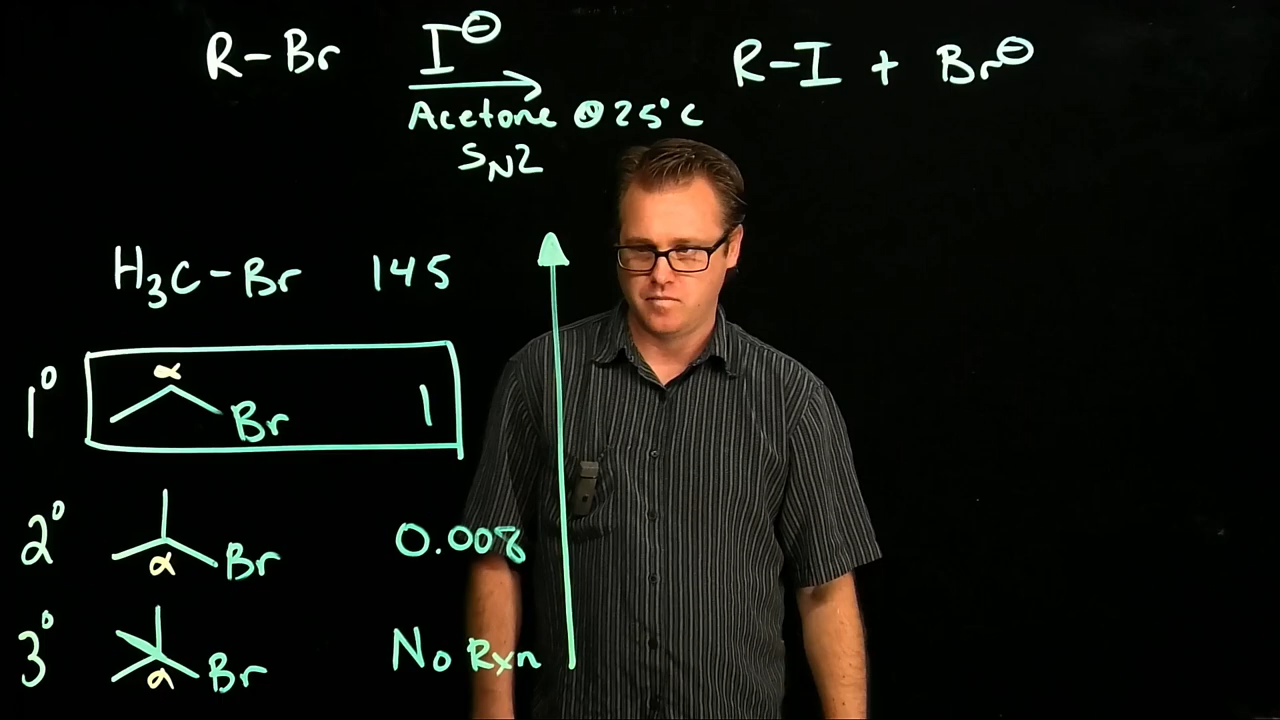 R-Br I⊖ R-I + Br⊖
Acetone @ 25°C
SN2
H3C-Br 145
1° α Br 1
2° α Br 0.008
3° α Br No Rxn